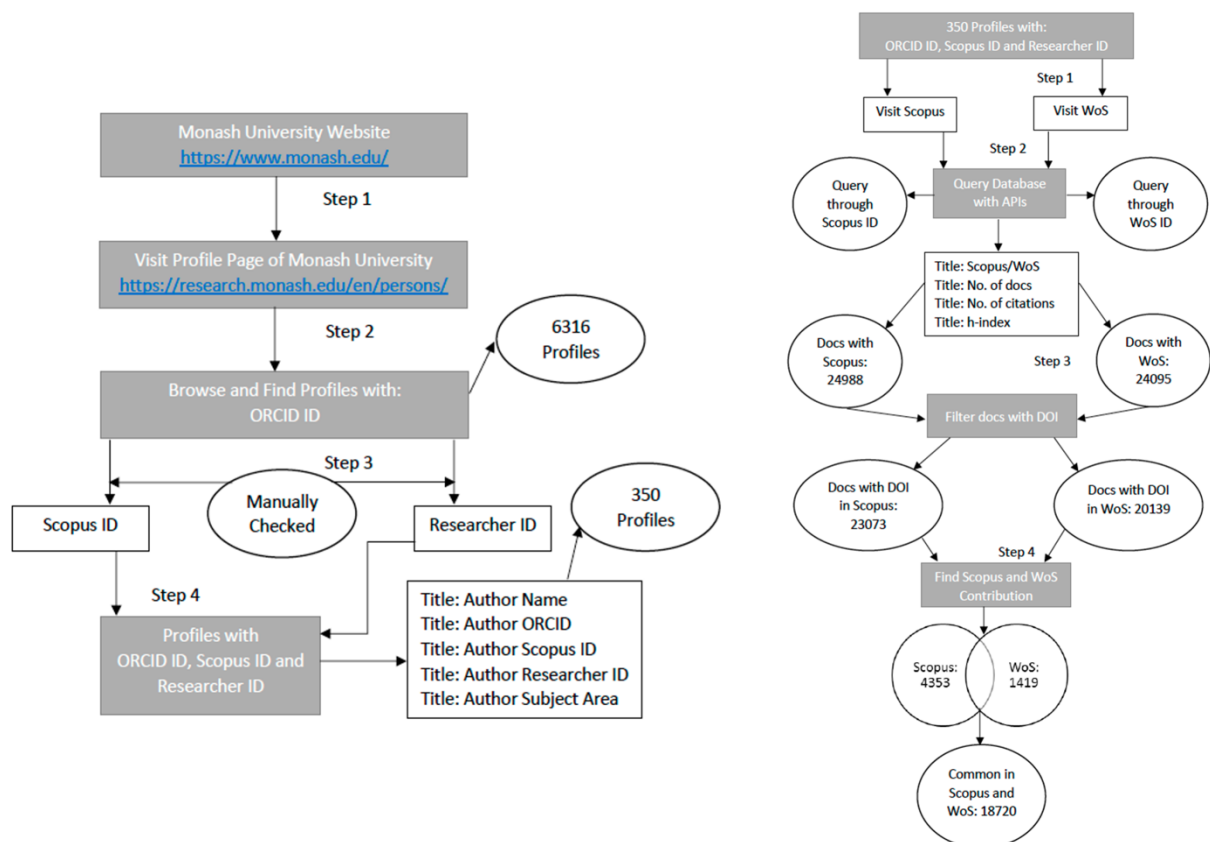 Monash University Website
https://www.monash.edu/
Step 1
Visit Profile Page of Monash University
https://research.monash.edu/en/persons/
Step 2
6316
Profiles
Browse and Find Profiles with:
ORCID ID
Step 3
Manually
Checked
Scopus ID
Researcher ID
350
Profiles
Step 4
Profiles with
ORCID ID, Scopus ID and
Researcher ID
Title: Author Name
Title: Author ORCID
Title: Author Scopus ID
Title: Author Researcher ID
Title: Author Subject Area
350 Profiles with:
ORCID ID, Scopus ID and Researcher ID
Step 1
Visit Scopus
Visit WoS
Step 2
Query
through
Scopus ID
Query Database
with APIs
Query
through
WoS ID
Title: Scopus/WoS
Title: No. of docs
Title: No. of citations
Title: h-index
Docs with
Scopus:
24988
Step 3
Docs with
WoS:
24095
Filter docs with DOI
Docs with DOI
in Scopus:
23073
Docs with DOI
in WoS: 20139
Step 4
Find Scopus and WoS
Contribution
Scopus:
4353
WoS:
1419
Common in
Scopus and
WoS: 18720